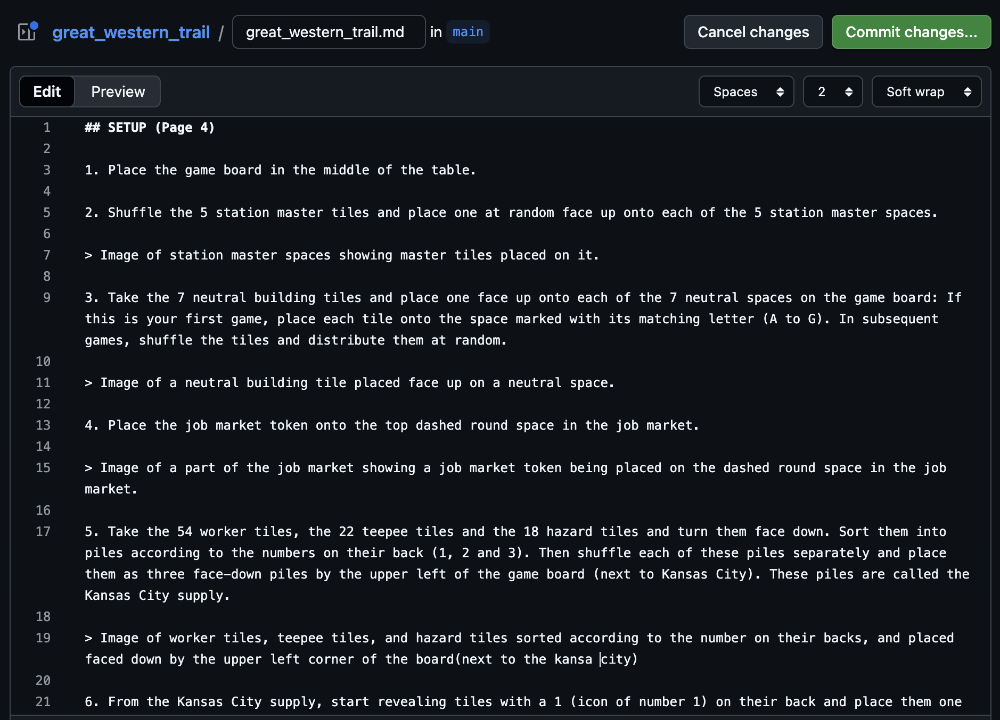 great_western_trail / great_western_trail.md in main
Cancel changes
Commit changes...
Edit
Preview
Spaces
2
Soft wrap
1 ## SETUP (Page 4)
2
3 1. Place the game board in the middle of the table.
4
5 2. Shuffle the 5 station master tiles and place one at random face up onto each of the 5 station master spaces.
6
7 > Image of station master spaces showing master tiles placed on it.
8
9 3. Take the 7 neutral building tiles and place one face up onto each of the 7 neutral spaces on the game board: If
this is your first game, place each tile onto the space marked with its matching letter (A to G). In subsequent
games, shuffle the tiles and distribute them at random.
10
11 > Image of a neutral building tile placed face up on a neutral space.
12
13 4. Place the job market token onto the top dashed round space in the job market.
14
15 > Image of a part of the job market showing a job market token being placed on the dashed round space in the job
market.
16
17 5. Take the 54 worker tiles, the 22 teepee tiles and the 18 hazard tiles and turn them face down. Sort them into
piles according to the numbers on their back (1, 2 and 3). Then shuffle each of these piles separately and place
them as three face–down piles by the upper left of the game board (next to Kansas City). These piles are called the
Kansas City supply.
18
19 > Image of worker tiles, teepee tiles, and hazard tiles sorted according to the number on their backs, and placed
faced down by the upper left corner of the board(next to the kansa city)
20
21 6. From the Kansas City supply, start revealing tiles with a 1 (icon of number 1) on their back and place them one